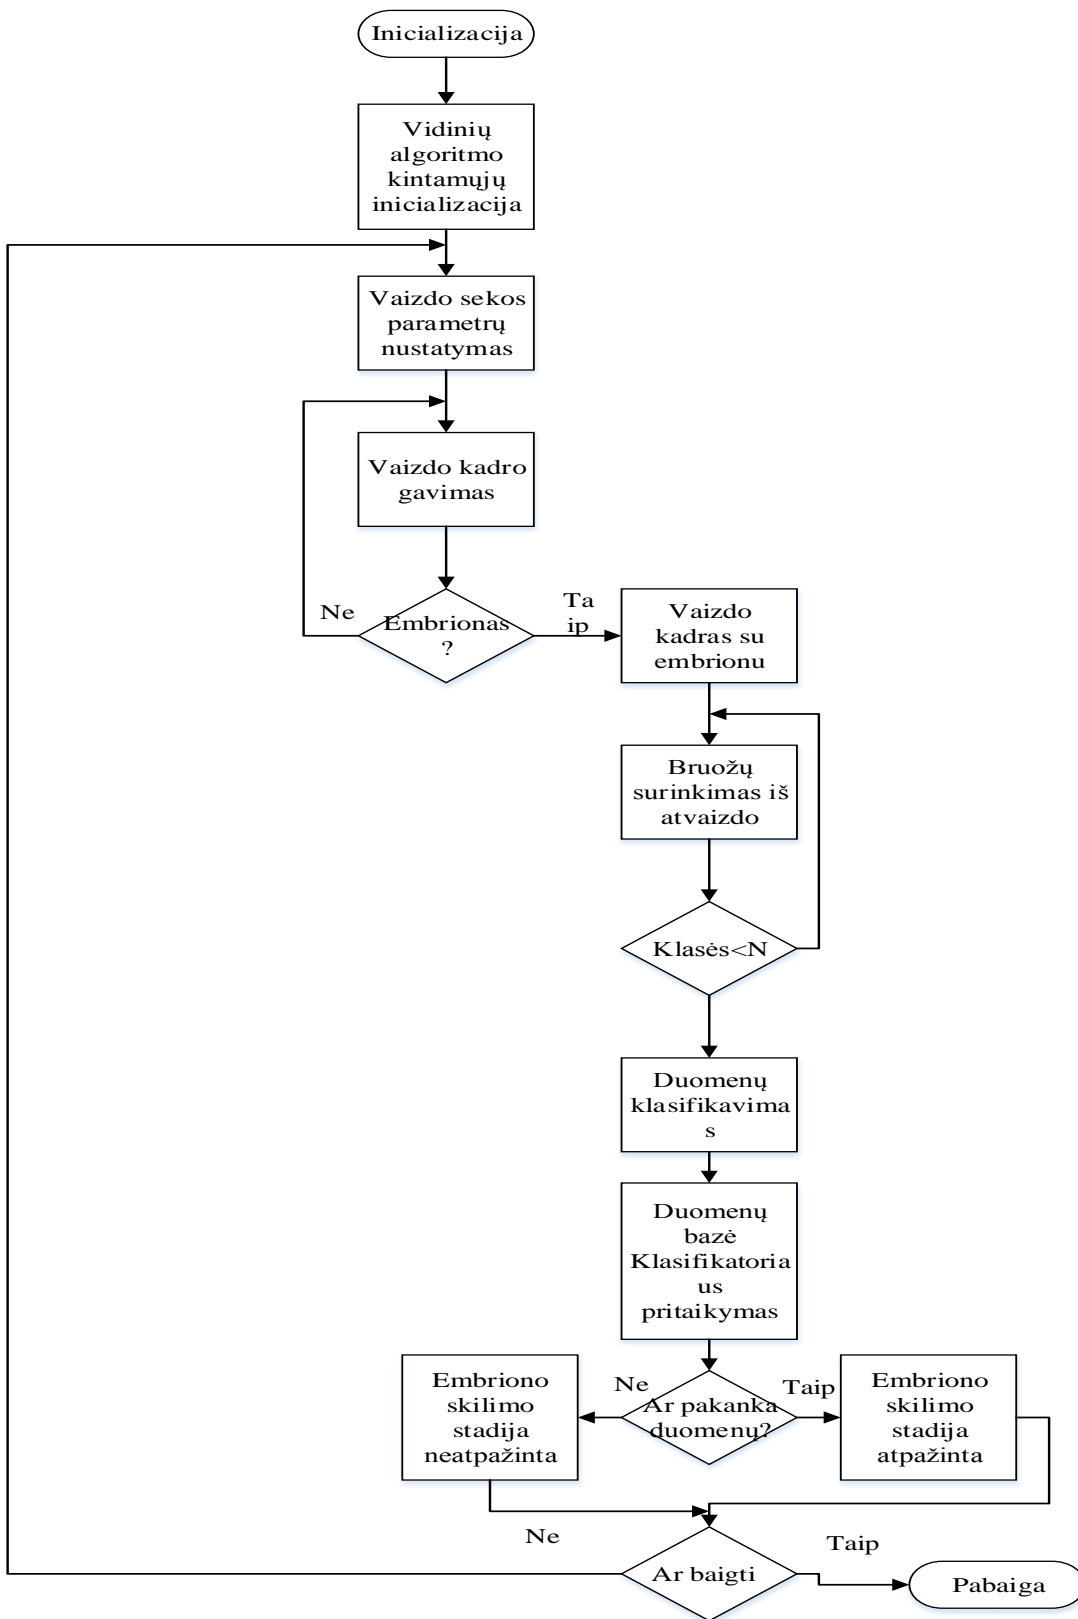 Inicializacija
Vidinių
algoritmo
kintamųjų
inicializacija
Vaizdo sekos
parametrų
nustatymas
Vaizdo kadro
gavimas
Ne
Embrionas
?
Ta
ip
Vaizdo
kadras su
embrionu
Bruožų
surinkimas iš
atvaizdo
Klasės<N
Duomenų
klasifikavima
s
Duomenų
bazė
Klasifikatoria
us
pritaikymas
Ne
Ar pakanka
duomenų?
Taip
Embriono
skilimo
stadija
neatpažinta
Embriono
skilimo
stadija
atpažinta
Ne
Ar baigti
Taip
Pabaiga